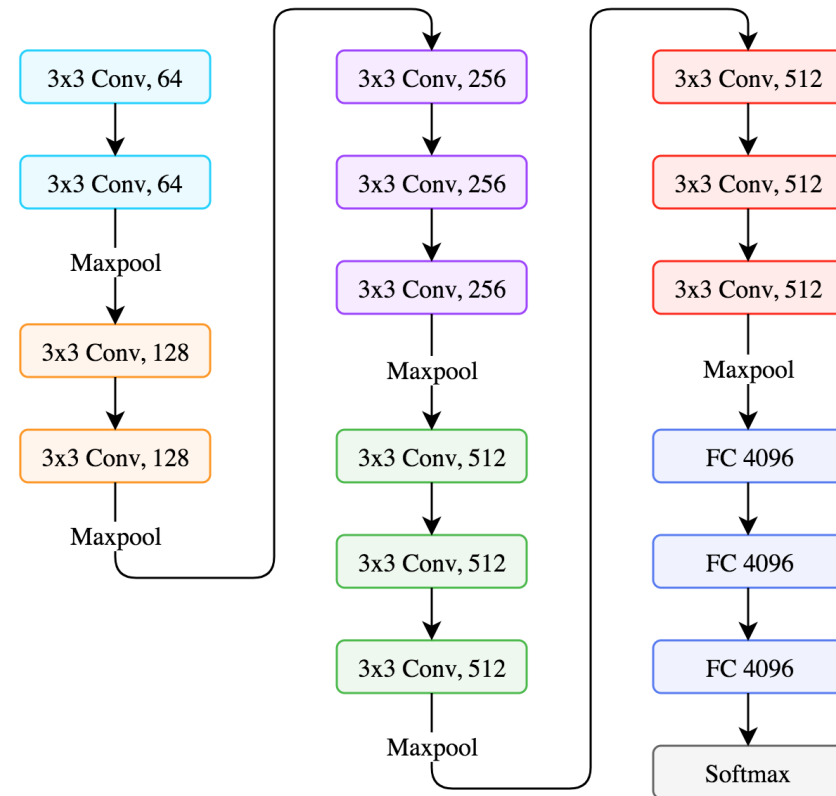 3x3 Conv, 64
3x3 Conv, 64
Maxpool
3x3 Conv, 128
3x3 Conv, 128
Maxpool
3x3 Conv, 256
3x3 Conv, 256
3x3 Conv, 256
Maxpool
3x3 Conv, 512
3x3 Conv, 512
3x3 Conv, 512
Maxpool
3x3 Conv, 512
3x3 Conv, 512
3x3 Conv, 512
Maxpool
FC 4096
FC 4096
FC 4096
Softmax